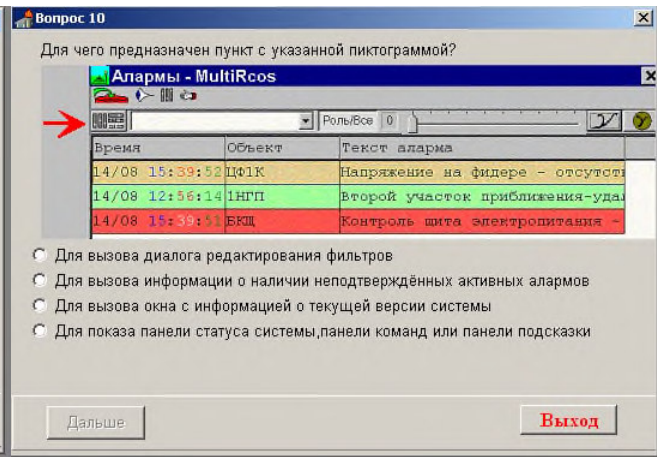 Вопрос 10
Для чего предназначен пункт с указанной пиктограммой?
Алармы - MultiRcos
Роль/Все 0
Время Объект Текст аларма
14/08 15:39:52 ЦФ1К Напряжение на фидере - отсутст
14/08 12:56:14 1НГП Второй участок приближения-уда
14/08 15:39:51 БКЩ Контроль щита электропитания -
Для вызова диалога редактирования фильтров
Для вызова информации о наличии неподтверждённых активных алармов
Для вызова окна с информацией о текущей версии системы
Для показа панели статуса системы,панели команд или панели подсказки
Дальше Выход